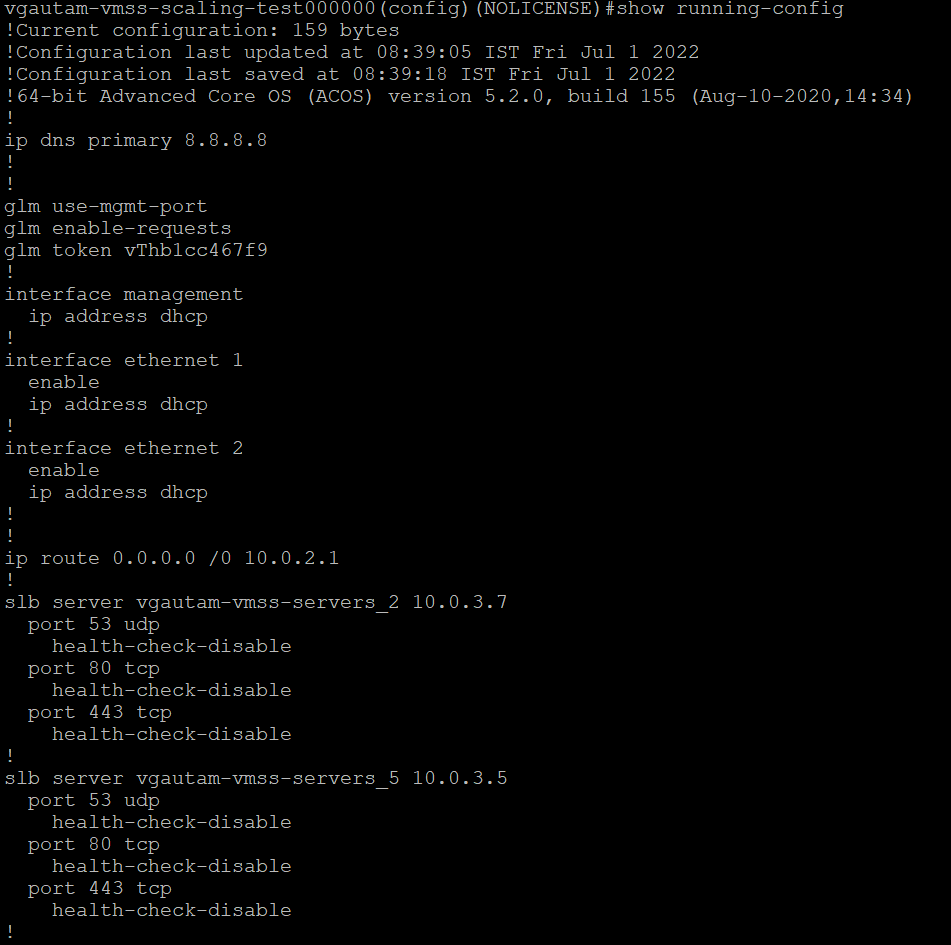 vgautam-vmss-scaling-test000000(config)(NOLICENSE)#show running-config
!Current configuration: 159 bytes
!Configuration last updated at 08:39:05 IST Fri Jul 1 2022
!Configuration last saved at 08:39:18 IST Fri Jul 1 2022
!64-bit Advanced Core OS (ACOS) version 5.2.0, build 155 (Aug-10-2020,14:34)
!
ip dns primary 8.8.8.8
!
!
glm use-mgmt-port
glm enable-requests
glm token vThb1cc467f9
!
interface management
  ip address dhcp
!
interface ethernet 1
  enable
  ip address dhcp
!
interface ethernet 2
  enable
  ip address dhcp
!
!
ip route 0.0.0.0 /0 10.0.2.1
!
slb server vgautam-vmss-servers_2 10.0.3.7
  port 53 udp
    health-check-disable
  port 80 tcp
    health-check-disable
  port 443 tcp
    health-check-disable
!
slb server vgautam-vmss-servers_5 10.0.3.5
  port 53 udp
    health-check-disable
  port 80 tcp
    health-check-disable
  port 443 tcp
    health-check-disable
!